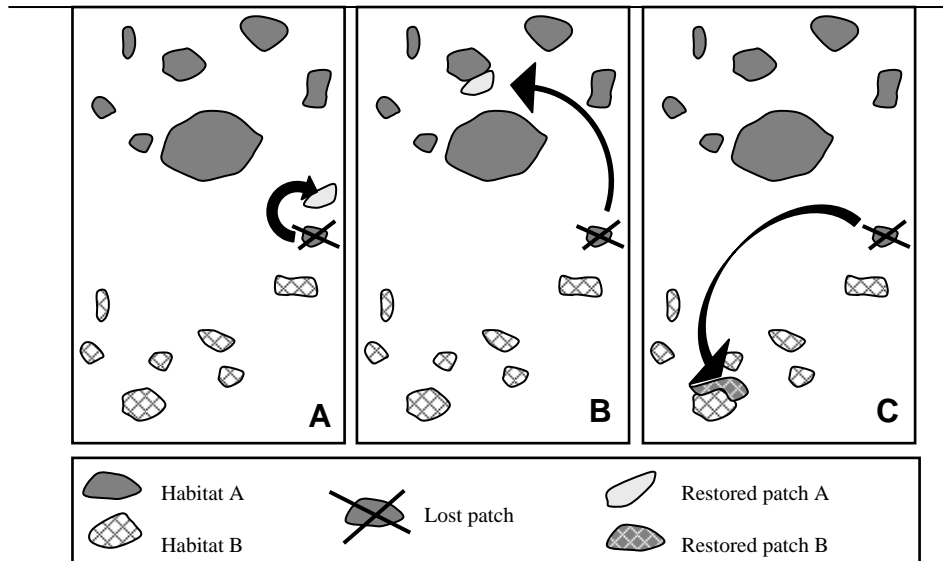 A
B
C
Habitat A
Habitat B
Lost patch
Restored patch A
Restored patch B